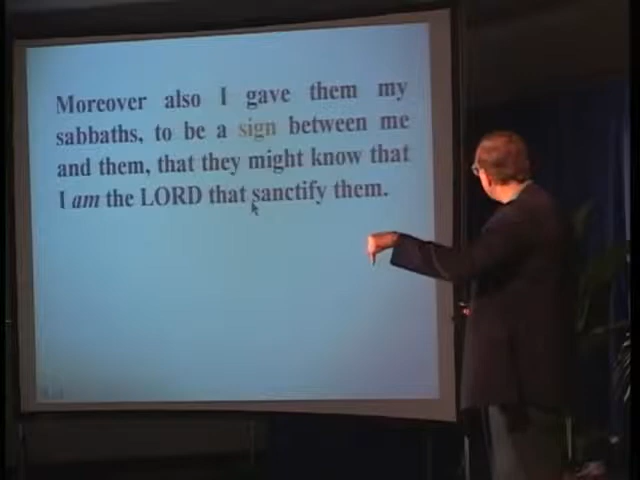 Moreover also I gave them my
sabbaths, to be a sign between me
and them, that they might know that
I am the LORD that sanctify them.